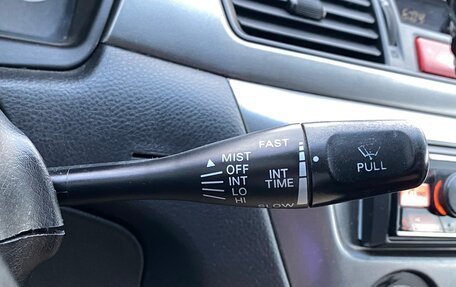 FAST
MIST
OFF
INT
LO
HI
INT
TIME
SLOW
PULL